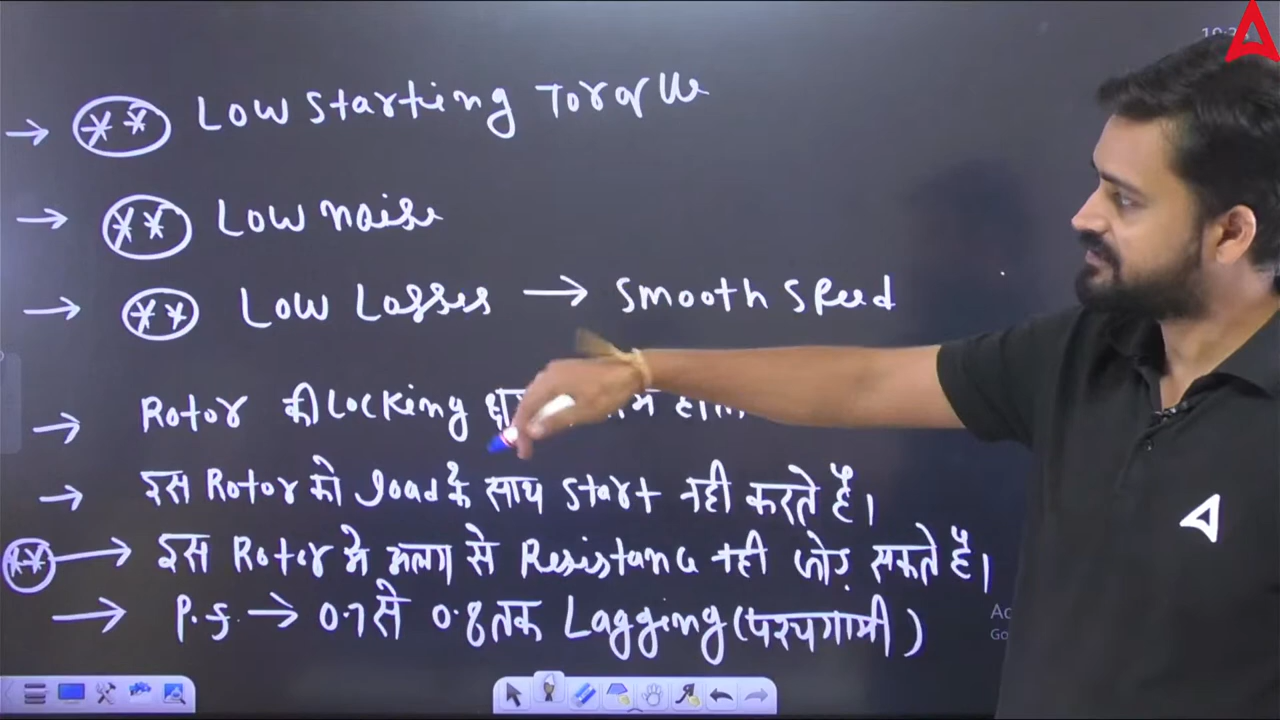 → ** Low Starting Torque
→ ** Low noise
→ ** Low Losses → Smooth Speed
→ Rotor की Locking
→ इस Rotor को load के साथ Start नही करते हैं।
** → इस Rotor मे अलग से Resistance नही जोड़ सकते है।
→ P.f. → 0.7 से 0.8 तक Lagging (पश्चगामी)